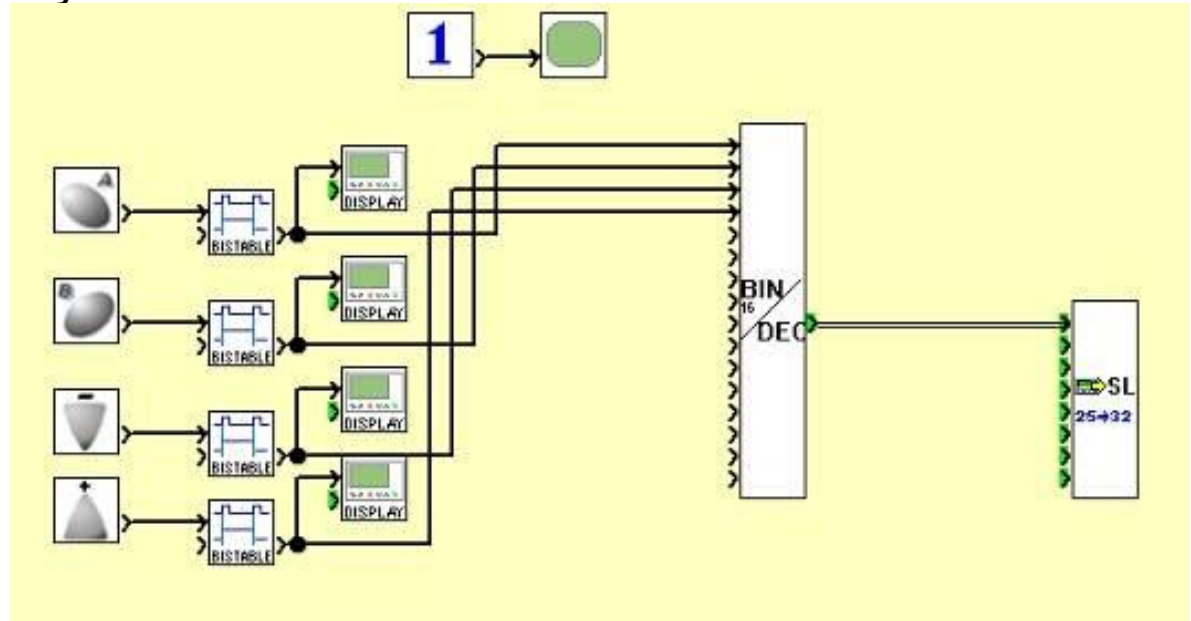 1
A
BISTABLE
DISPLAY
B
BISTABLE
DISPLAY
-
BISTABLE
DISPLAY
+
BISTABLE
DISPLAY
BIN
16
DEC
SL
25→32